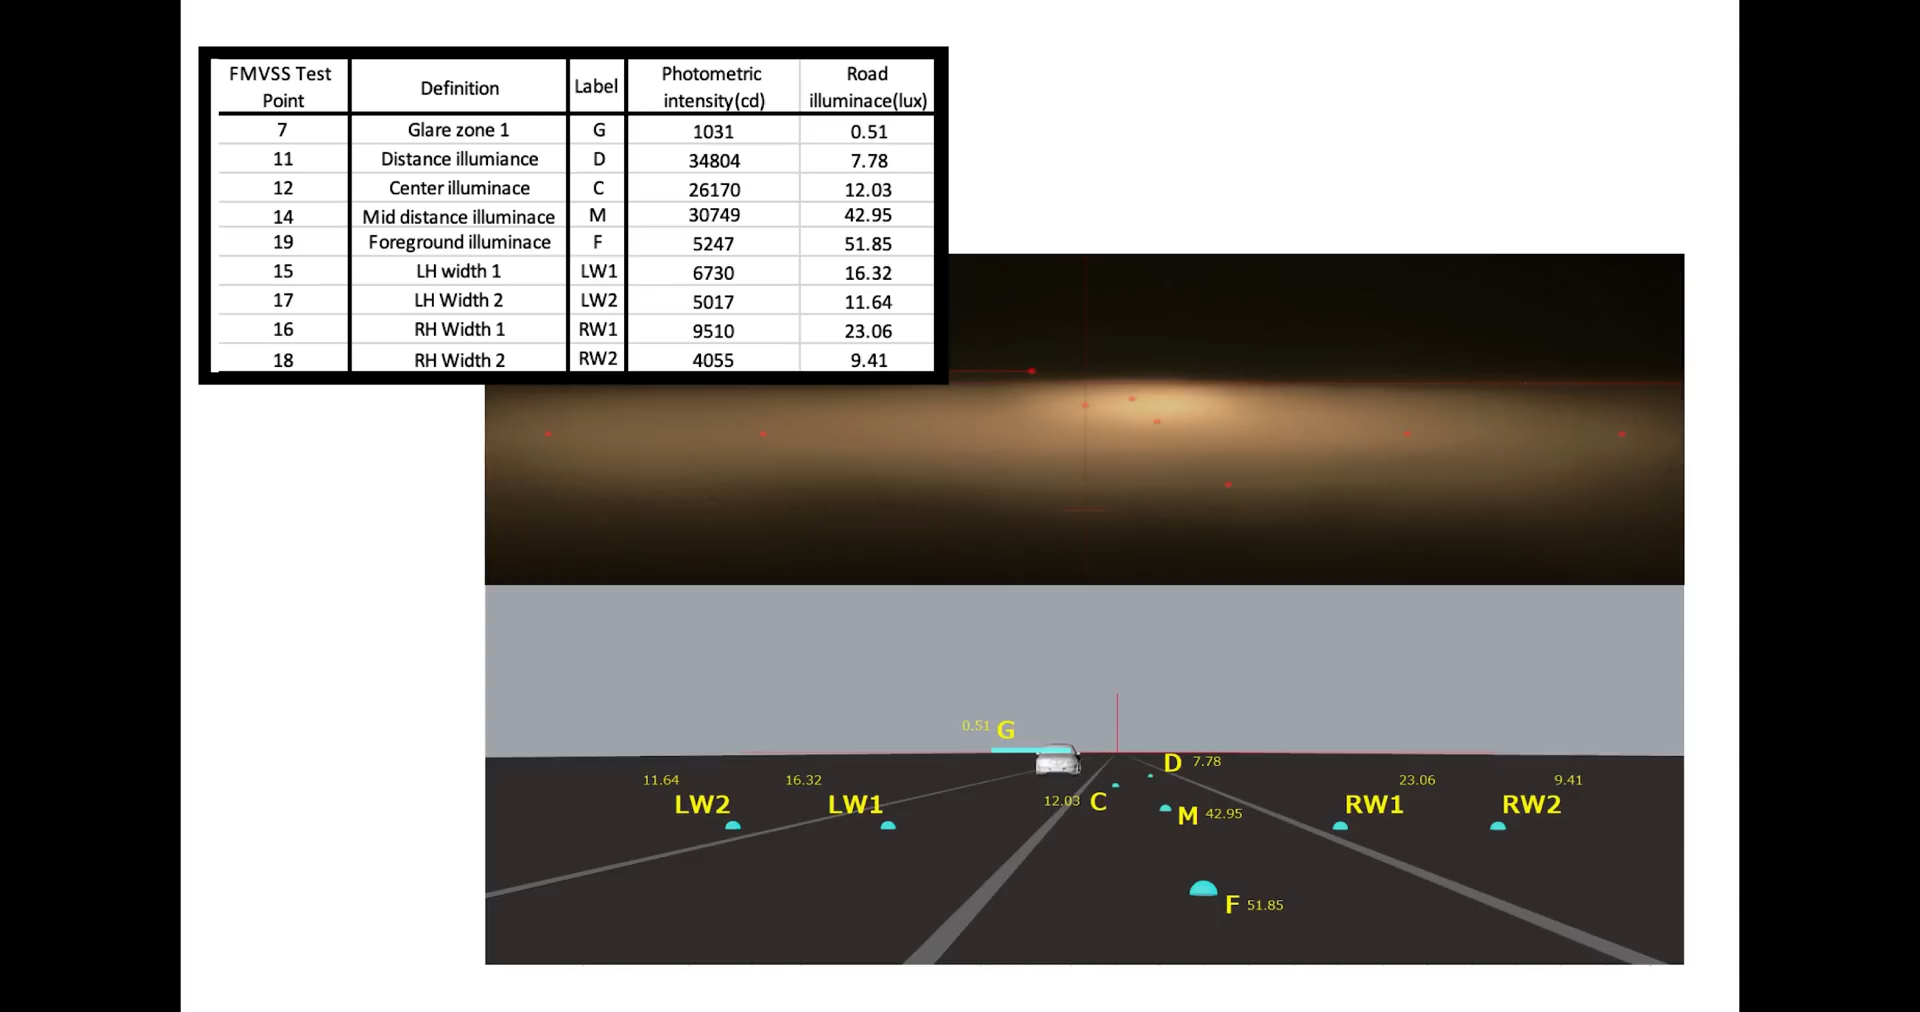 FMVSS Test Point Definition Label Photometric intensity(cd) Road illuminace(lux)
7 Glare zone 1 G 1031 0.51
11 Distance illumiance D 34804 7.78
12 Center illuminace C 26170 12.03
14 Mid distance illuminace M 30749 42.95
19 Foreground illuminace F 5247 51.85
15 LH width 1 LW1 6730 16.32
17 LH Width 2 LW2 5017 11.64
16 RH Width 1 RW1 9510 23.06
18 RH Width 2 RW2 4055 9.41
0.51 G
D 7.78
11.64 16.32 23.06 9.41
LW2 LW1 12.03 C RW1 RW2
M 42.95
F 51.85